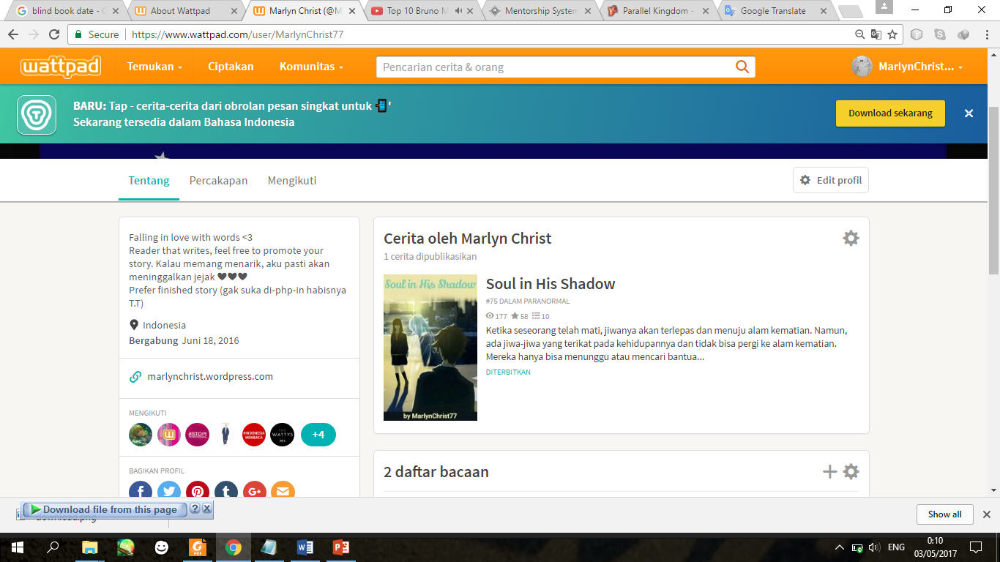 blind book date - G
About Wattpad
Marlyn Christ (@M
Top 10 Bruno M
Mentorship System
Parallel Kingdom -
Google Translate
Secure
https://www.wattpad.com/user/MarlynChrist77
wattpad
Temukan
Ciptakan
Komunitas
Pencarian cerita & orang
MarlynChrist...
BARU: Tap - cerita-cerita dari obrolan pesan singkat untuk 📲'
Sekarang tersedia dalam Bahasa Indonesia
Download sekarang
Tentang
Percakapan
Mengikuti
Edit profil
Falling in love with words <3
Reader that writes, feel free to promote your
story. Kalau memang menarik, aku pasti akan
meninggalkan jejak ♥♥♥
Prefer finished story (gak suka di-php-in habisnya
T.T)
Indonesia
Bergabung Juni 18, 2016
marlynchrist.wordpress.com
MENGIKUTI
#STOP!
#INDONESIA
MEMBACA
THE
WATTYS
+4
BAGIKAN PROFIL
Cerita oleh Marlyn Christ
1 cerita dipublikasikan
Soul in His Shadow
by MarlynChrist77
Soul in His Shadow
#75 DALAM PARANORMAL
177 58 10
Ketika seseorang telah mati, jiwanya akan terlepas dan menuju alam kematian. Namun,
ada jiwa-jiwa yang terikat pada kehidupannya dan tidak bisa pergi ke alam kematian.
Mereka hanya bisa menunggu atau mencari bantua...
DITERBITKAN
2 daftar bacaan
Download file from this page
download.png
Show all
PDF
ENG
0:10
03/05/2017